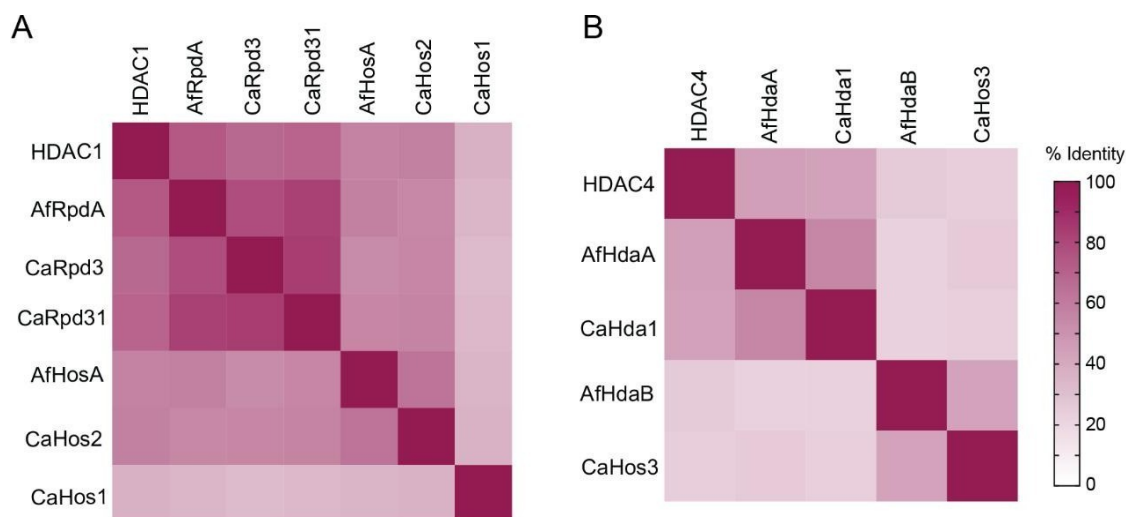 A
HDAC1
AfRpdA
CaRpd3
CaRpd31
AfHosA
CaHos2
CaHos1
HDAC1
AfRpdA
CaRpd3
CaRpd31
AfHosA
CaHos2
CaHos1
B
HDAC4
AfHdaA
CaHda1
AfHdaB
CaHos3
HDAC4
AfHdaA
CaHda1
AfHdaB
CaHos3
% Identity
100
80
60
40
20
0